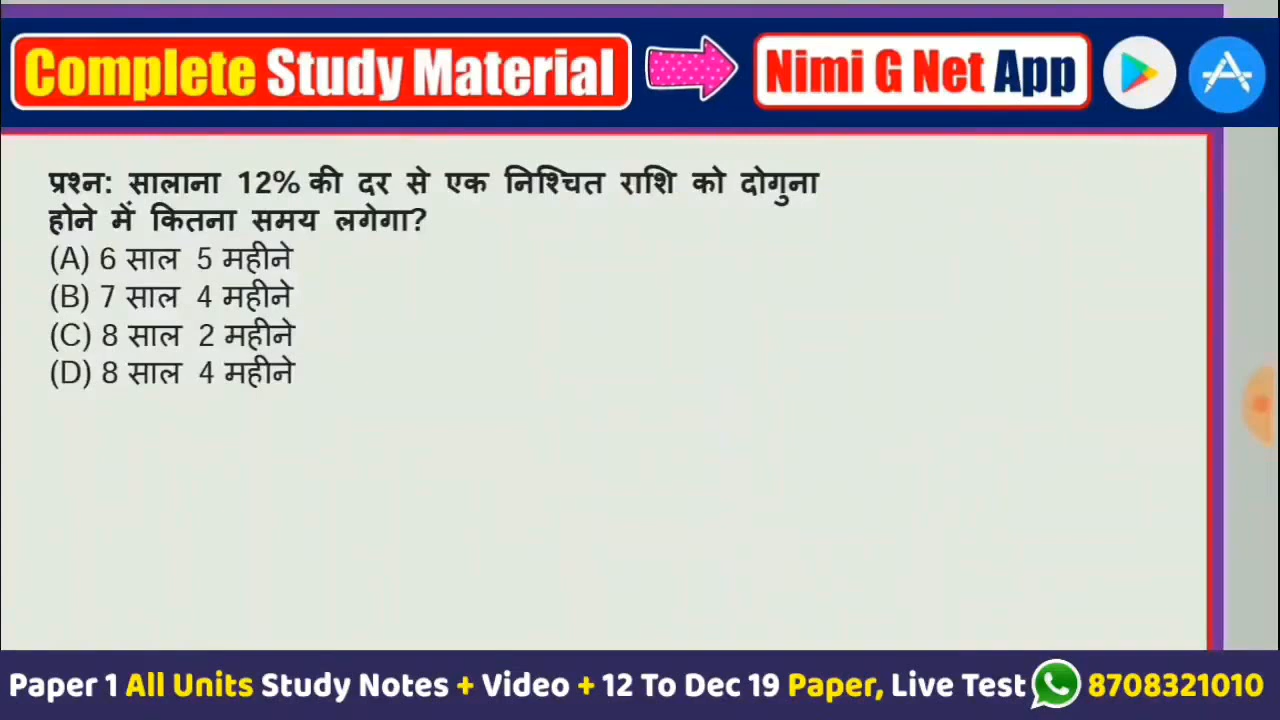 Complete Study Material Nimi G Net App
प्रश्न: सालाना 12% की दर से एक निश्चित राशि को दोगुना
होने में कितना समय लगेगा?
(A) 6 साल 5 महीने
(B) 7 साल 4 महीने
(C) 8 साल 2 महीने
(D) 8 साल 4 महीने
Paper 1 All Units Study Notes + Video + 12 To Dec 19 Paper, Live Test 8708321010